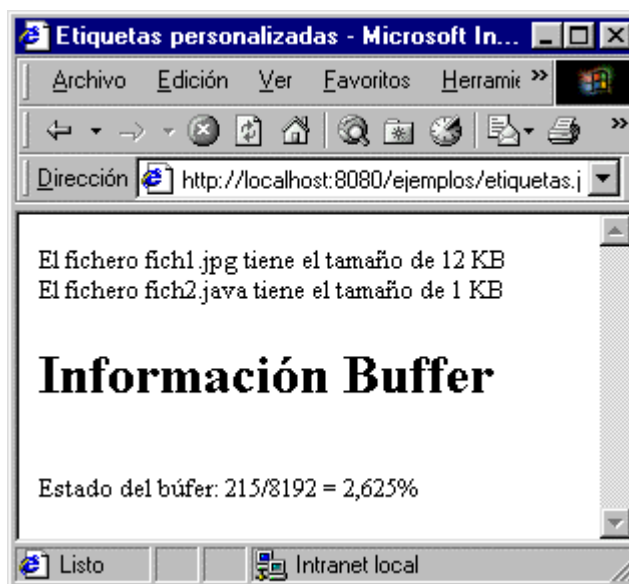 Etiquetas personalizadas - Microsoft In...
Archivo Edición Ver Favoritos Herramie »
»
Dirección http://localhost:8080/ejemplos/etiquetas.j
El fichero fich1.jpg tiene el tamaño de 12 KB
El fichero fich2.java tiene el tamaño de 1 KB
Información Buffer
Estado del búfer: 215/8192 = 2,625%
Listo Intranet local